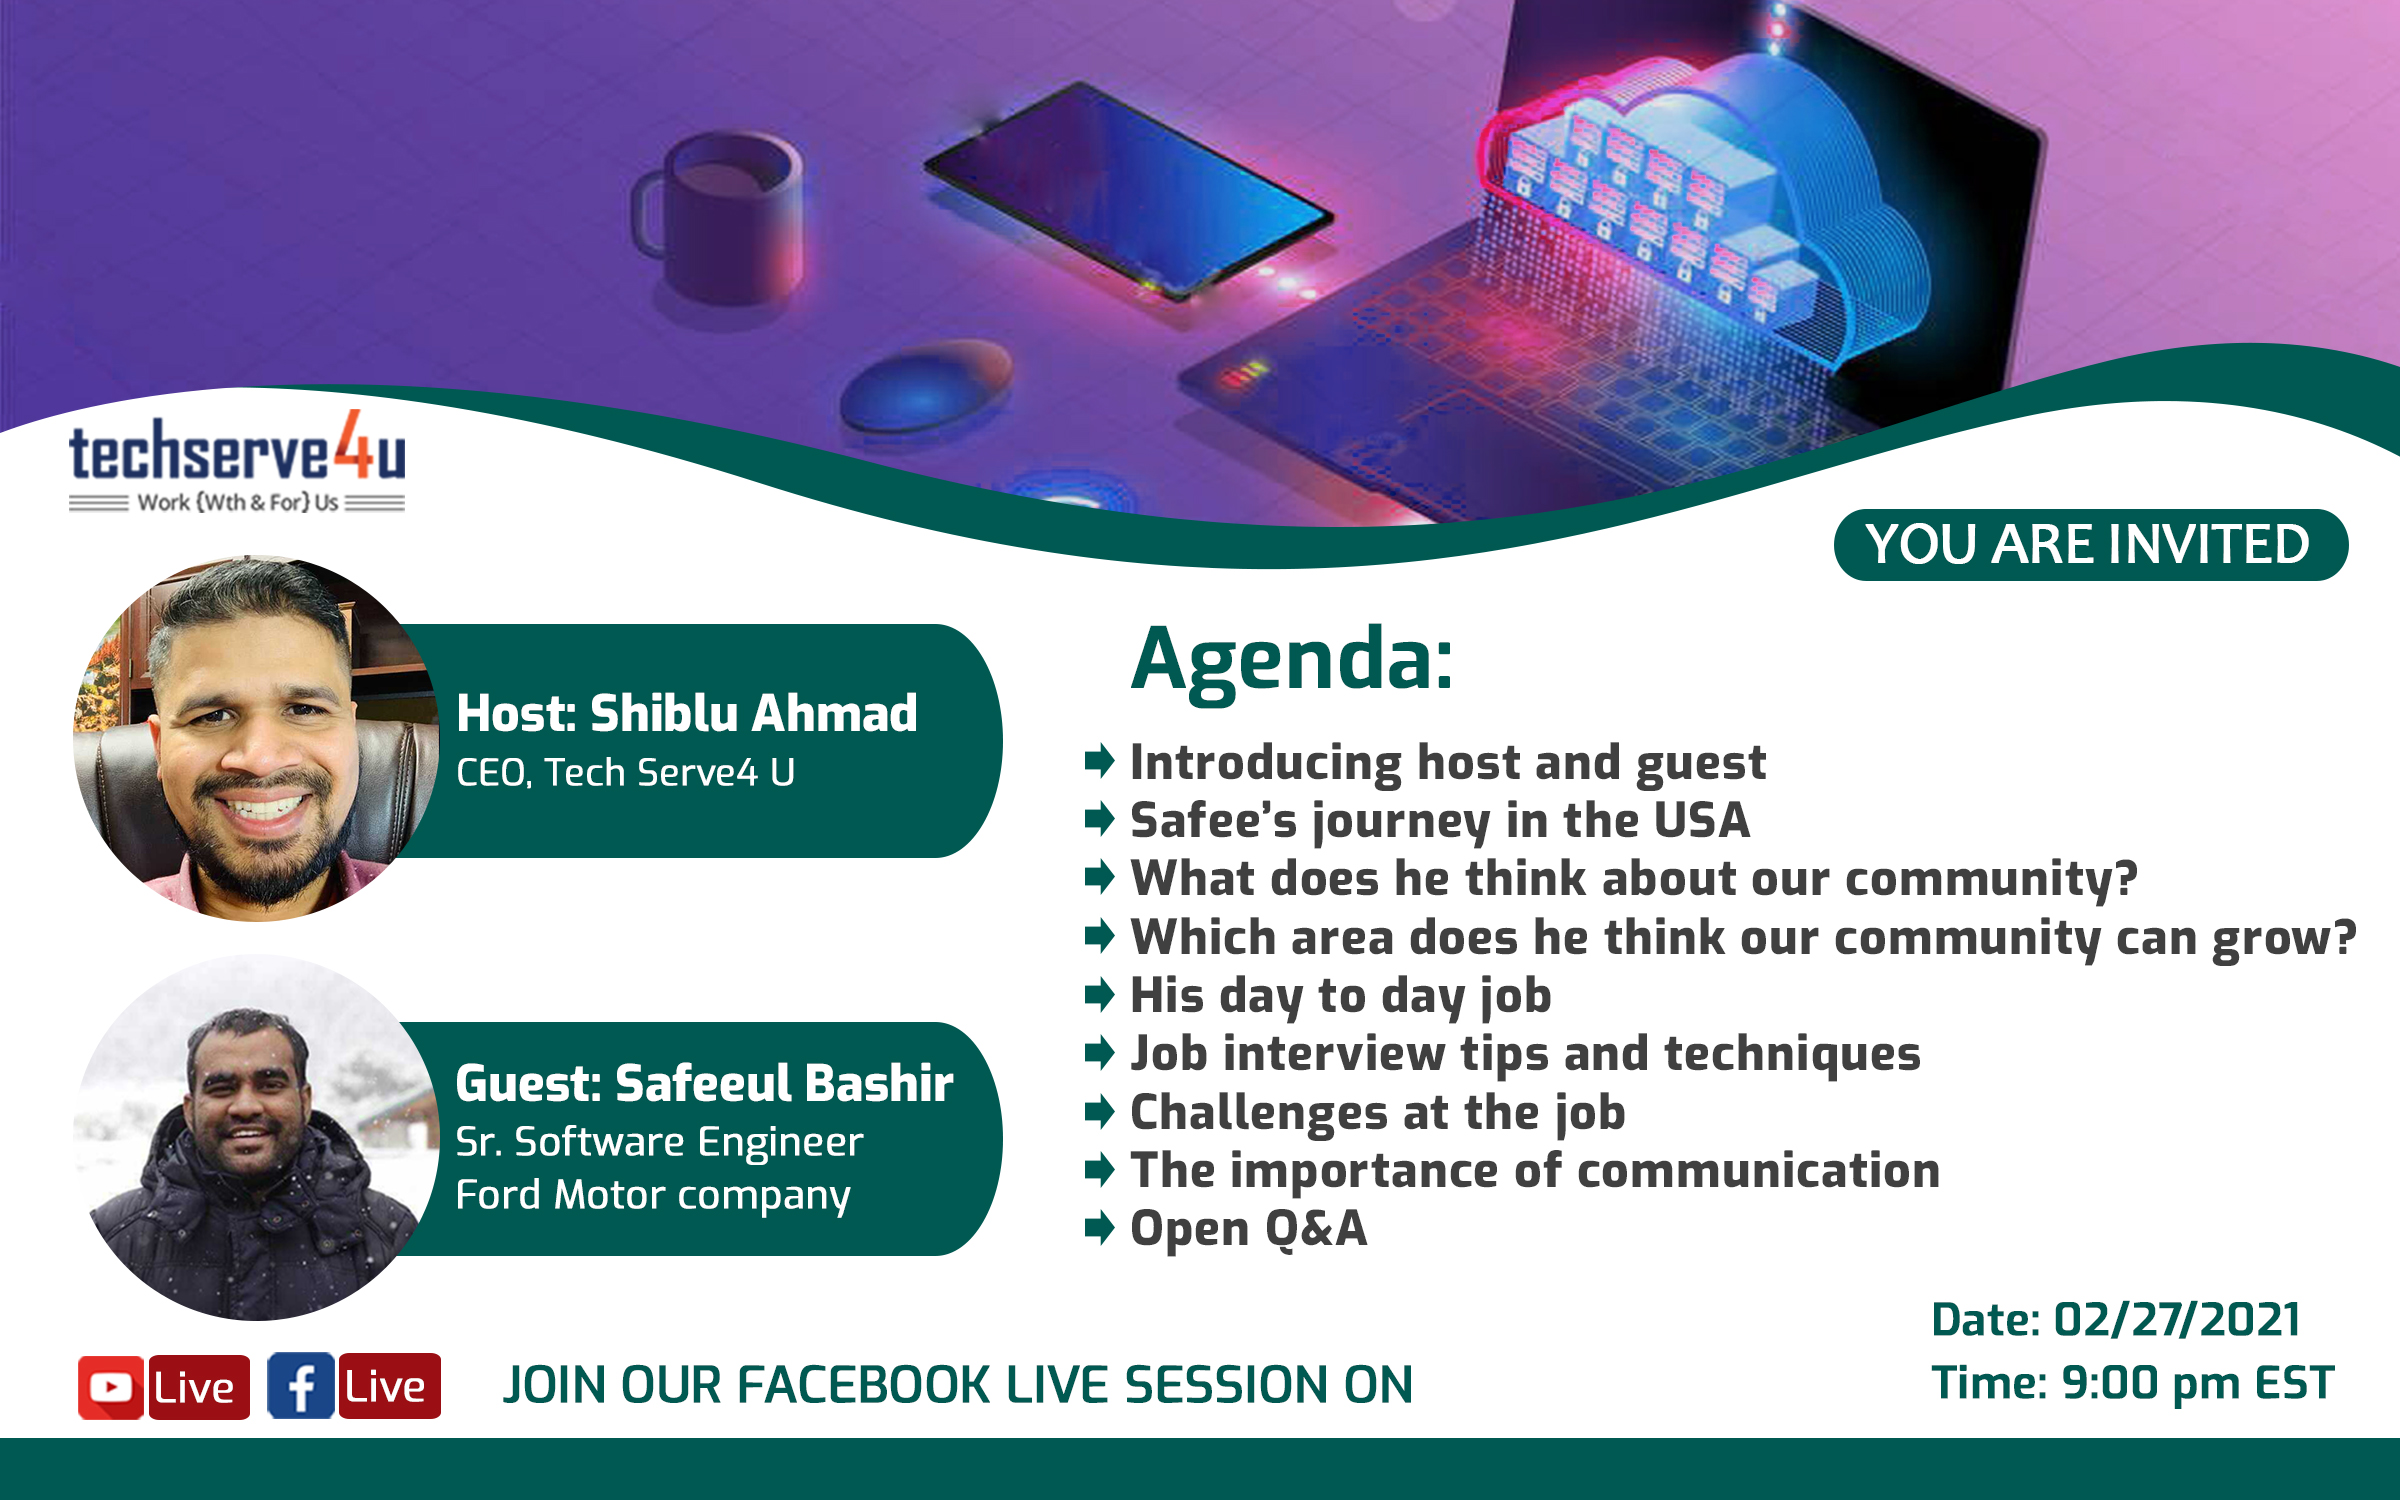 techserve4u
Work {Wth & For} Us
YOU ARE INVITED
Host: Shiblu Ahmad
CEO, Tech Serve4 U
Guest: Safeeul Bashir
Sr. Software Engineer
Ford Motor company
Agenda:
Introducing host and guest
Safee’s journey in the USA
What does he think about our community?
Which area does he think our community can grow?
His day to day job
Job interview tips and techniques
Challenges at the job
The importance of communication
Open Q&A
Date: 02/27/2021
Time: 9:00 pm EST
Live
Live
JOIN OUR FACEBOOK LIVE SESSION ON